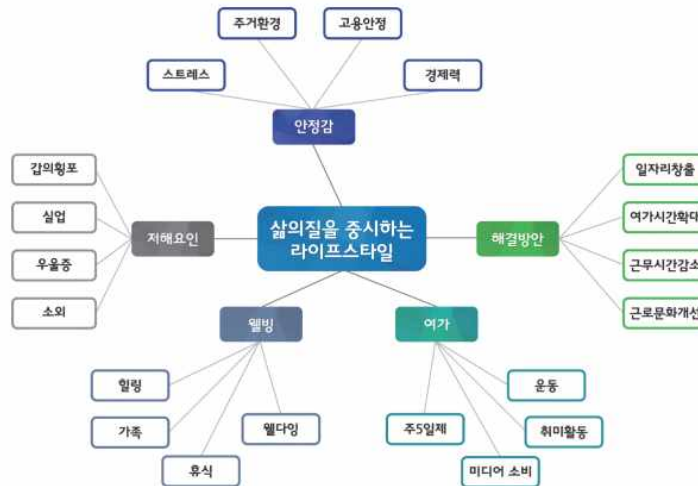 주거환경
고용안정
스트레스
경제력
안정감
갑의횡포
실업
우울증
소외
저해요인
삶의질을 중시하는
라이프스타일
해결방안
일자리창출
여가시간확대
근무시간감소
근로문화개선
웰빙
여가
힐링
가족
휴식
웰다잉
주5일제
미디어 소비
취미활동
운동